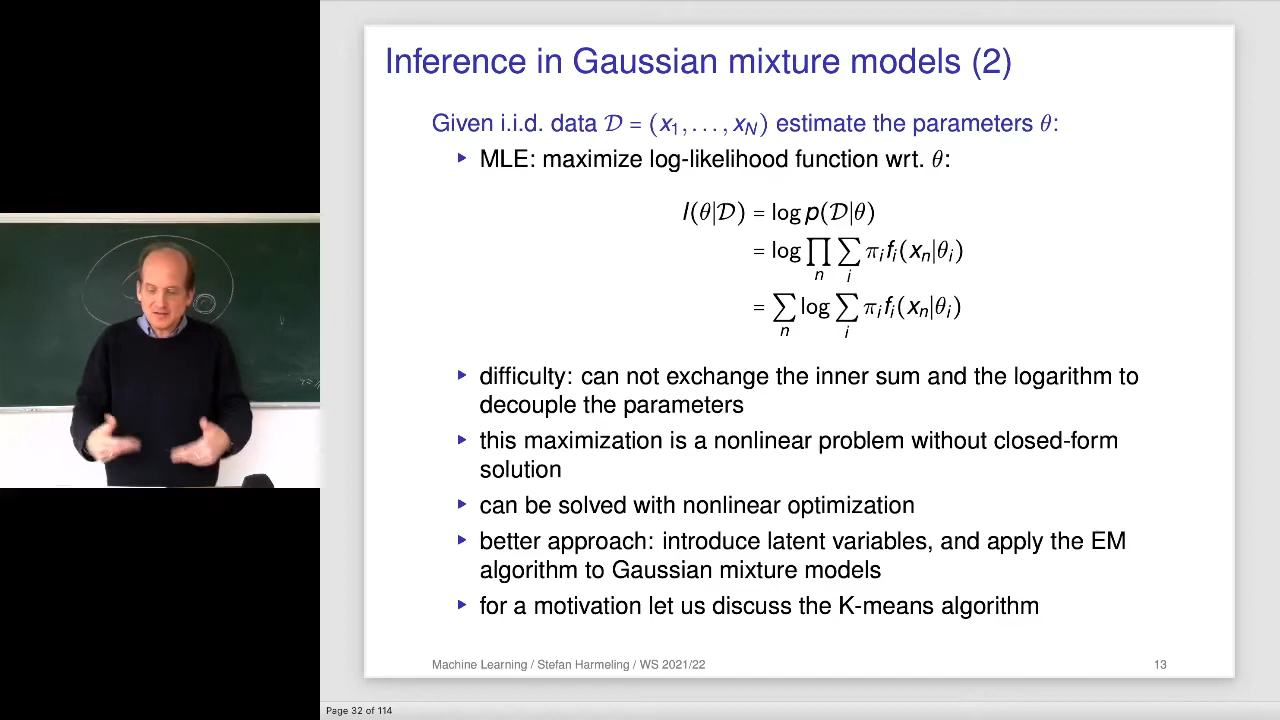 Inference in Gaussian mixture models (2)
Given i.i.d. data 𝒟 = (x₁, . . . , x_N) estimate the parameters θ:
▸ MLE: maximize log-likelihood function wrt. θ:
l(θ|𝒟) = log p(𝒟|θ)
= log ∏_n ∑_i π_i f_i(x_n|θ_i)
= ∑_n log ∑_i π_i f_i(x_n|θ_i)
▸ difficulty: can not exchange the inner sum and the logarithm to
decouple the parameters
▸ this maximization is a nonlinear problem without closed-form
solution
▸ can be solved with nonlinear optimization
▸ better approach: introduce latent variables, and apply the EM
algorithm to Gaussian mixture models
▸ for a motivation let us discuss the K-means algorithm
Machine Learning / Stefan Harmeling / WS 2021/22 13
Page 32 of 114